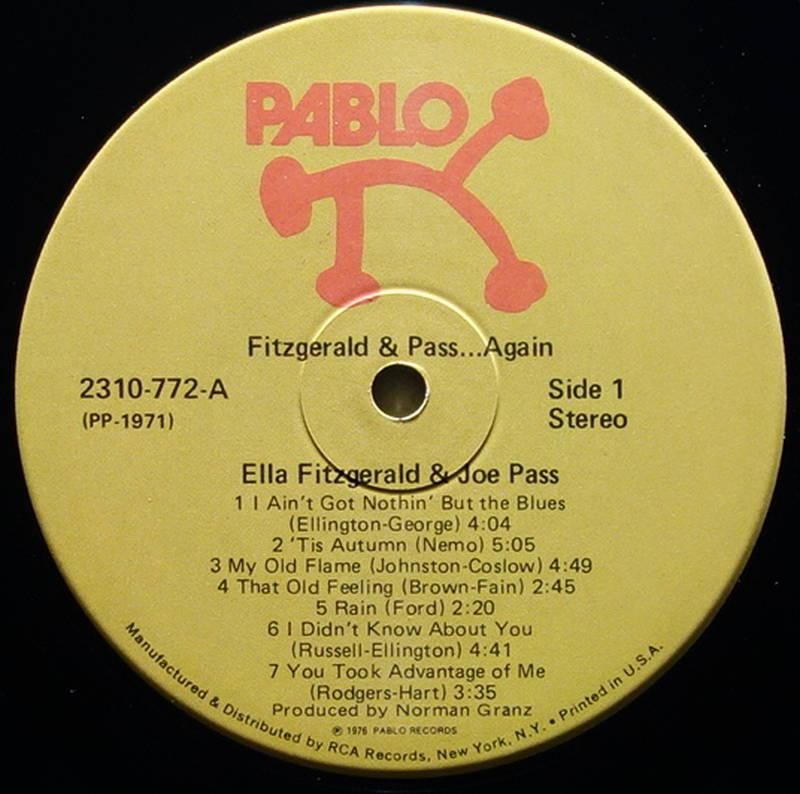 PABLO
Fitzgerald & Pass...Again
2310-772-A
(PP-1971)
Side 1
Stereo
Ella Fitzgerald & Joe Pass
1 I Ain't Got Nothin' But the Blues
(Ellington-George) 4:04
2 'Tis Autumn (Nemo) 5:05
3 My Old Flame (Johnston-Coslow) 4:49
4 That Old Feeling (Brown-Fain) 2:45
5 Rain (Ford) 2:20
6 I Didn't Know About You
(Russell-Ellington) 4:41
7 You Took Advantage of Me
(Rodgers-Hart) 3:35
Produced by Norman Granz
℗ 1976 PABLO RECORDS
Manufactured & Distributed by RCA Records, New York, N.Y. • Printed in U.S.A.